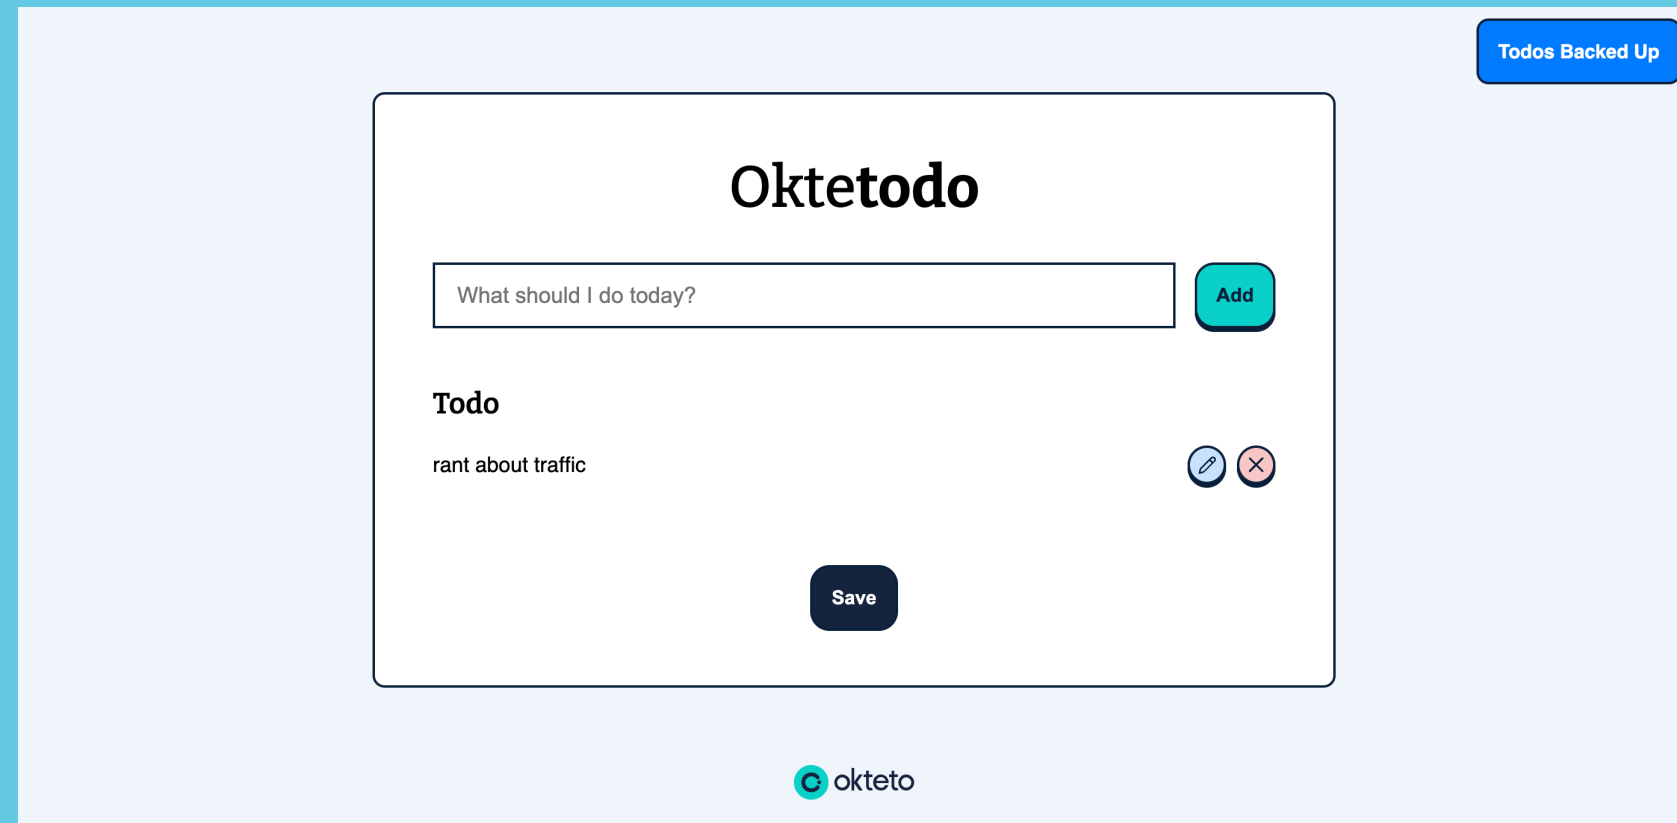 Todos Backed Up
Oktetodo
What should I do today?
Add
Todo
rant about traffic
Save
okteto